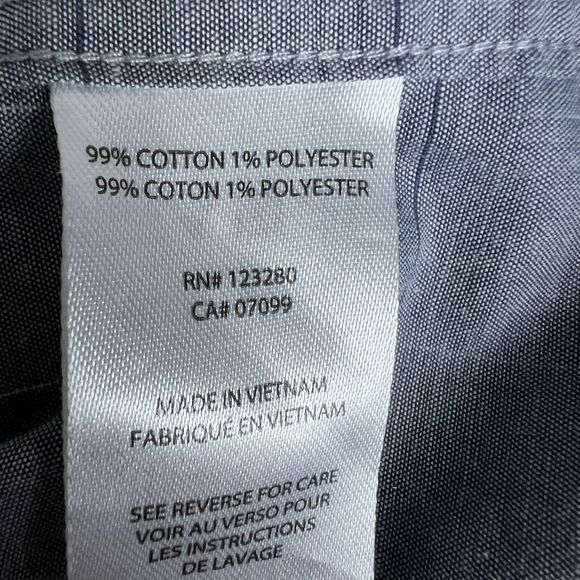 99% COTTON 1% POLYESTER
99% COTON 1% POLYESTER
RN# 123280
CA# 07099
MADE IN VIETNAM
FABRIQUÉ EN VIETNAM
SEE REVERSE FOR CARE
VOIR AU VERSO POUR
LES INSTRUCTIONS
DE LAVAGE